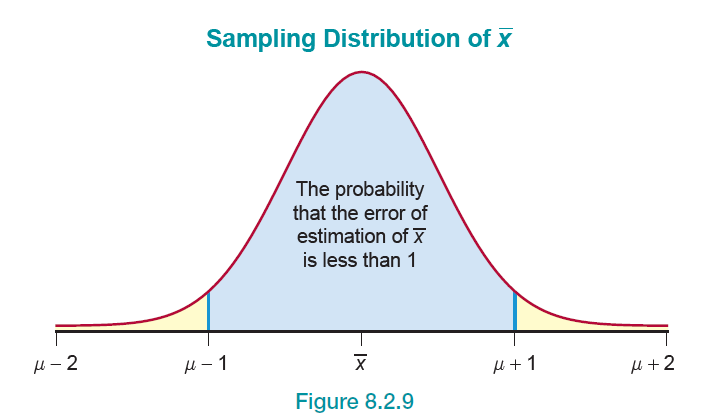 Sampling Distribution of x̅
The probability
that the error of
estimation of x̅
is less than 1
μ – 2 μ – 1 x̅ μ + 1 μ + 2
Figure 8.2.9